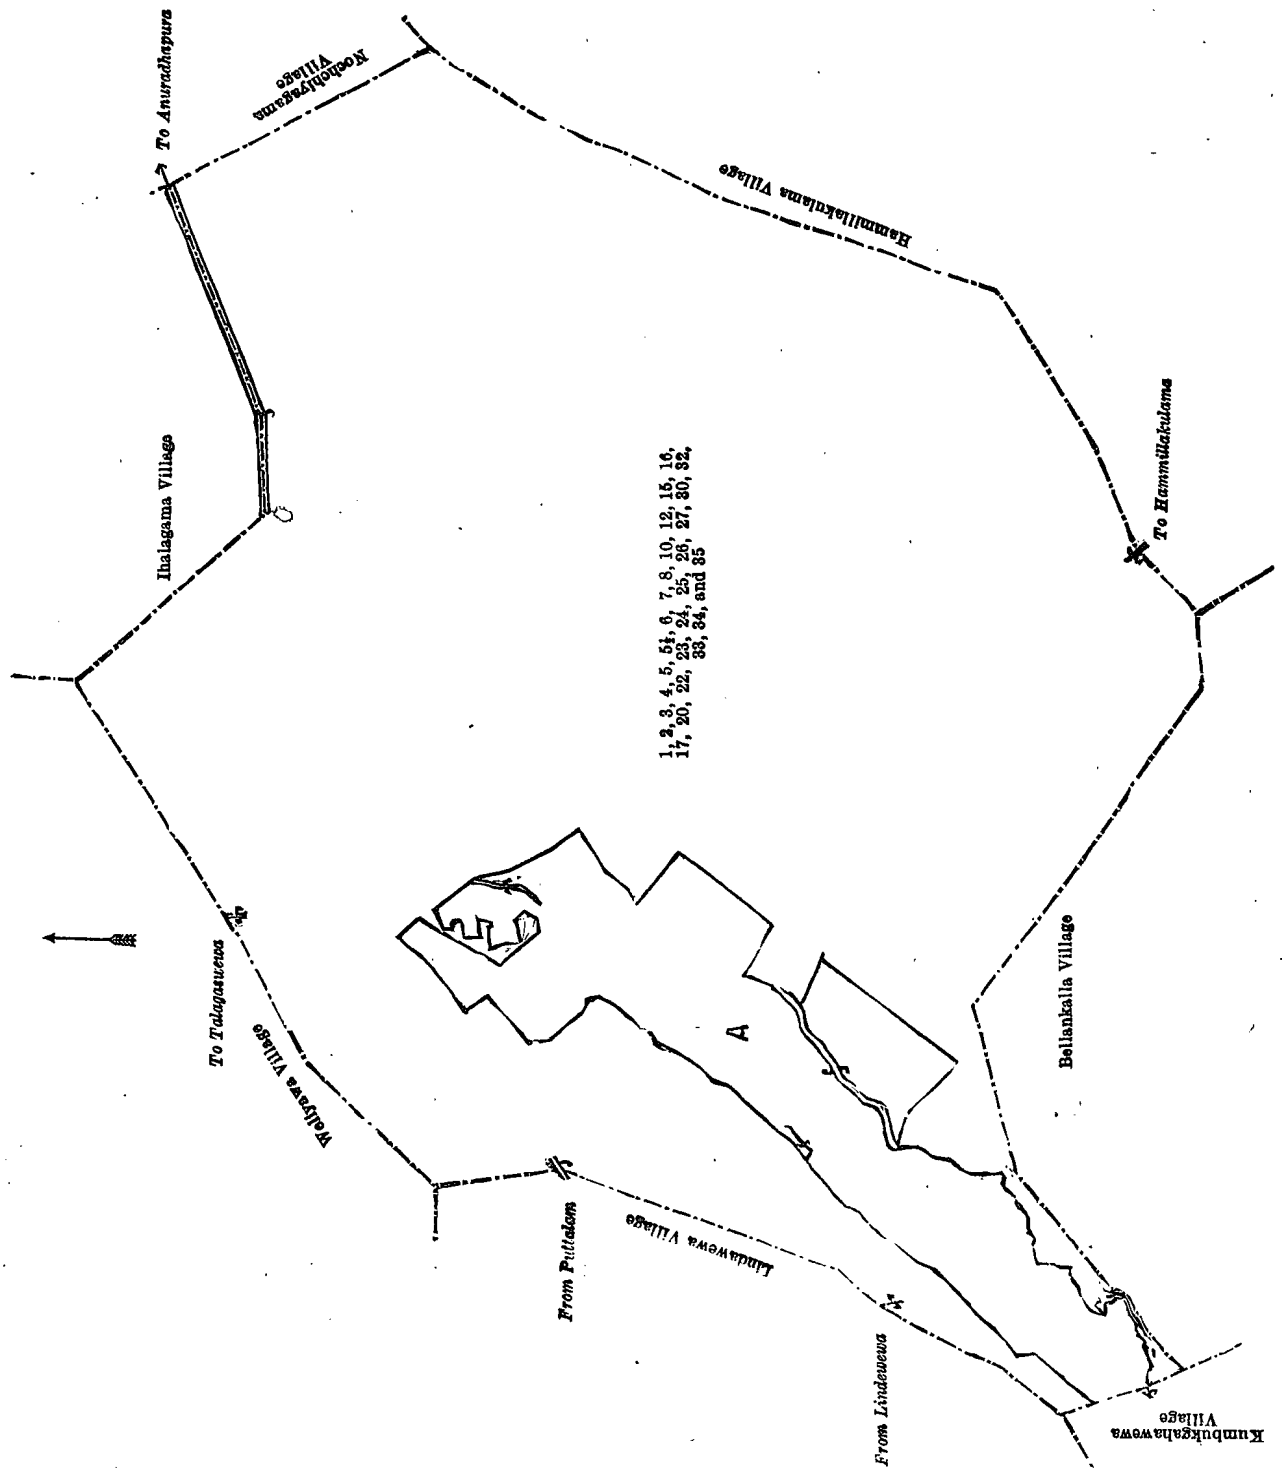 To Anuradhapura
Nochchiyagama
Village
Ihalagama Village
Hammillakulama Village
To Talagaswewa
Weliyawa Village
1, 2, 3, 4, 5, 5½, 6, 7, 8, 10, 12, 15, 16,
17, 20, 22, 23, 24, 25, 26, 27, 30, 32,
33, 34, and 35
To Hammillakulama
A
From Puttalam
Lindawewa Village
Bellankalla Village
From Lindewewa
Kumbukgahawewa
Village